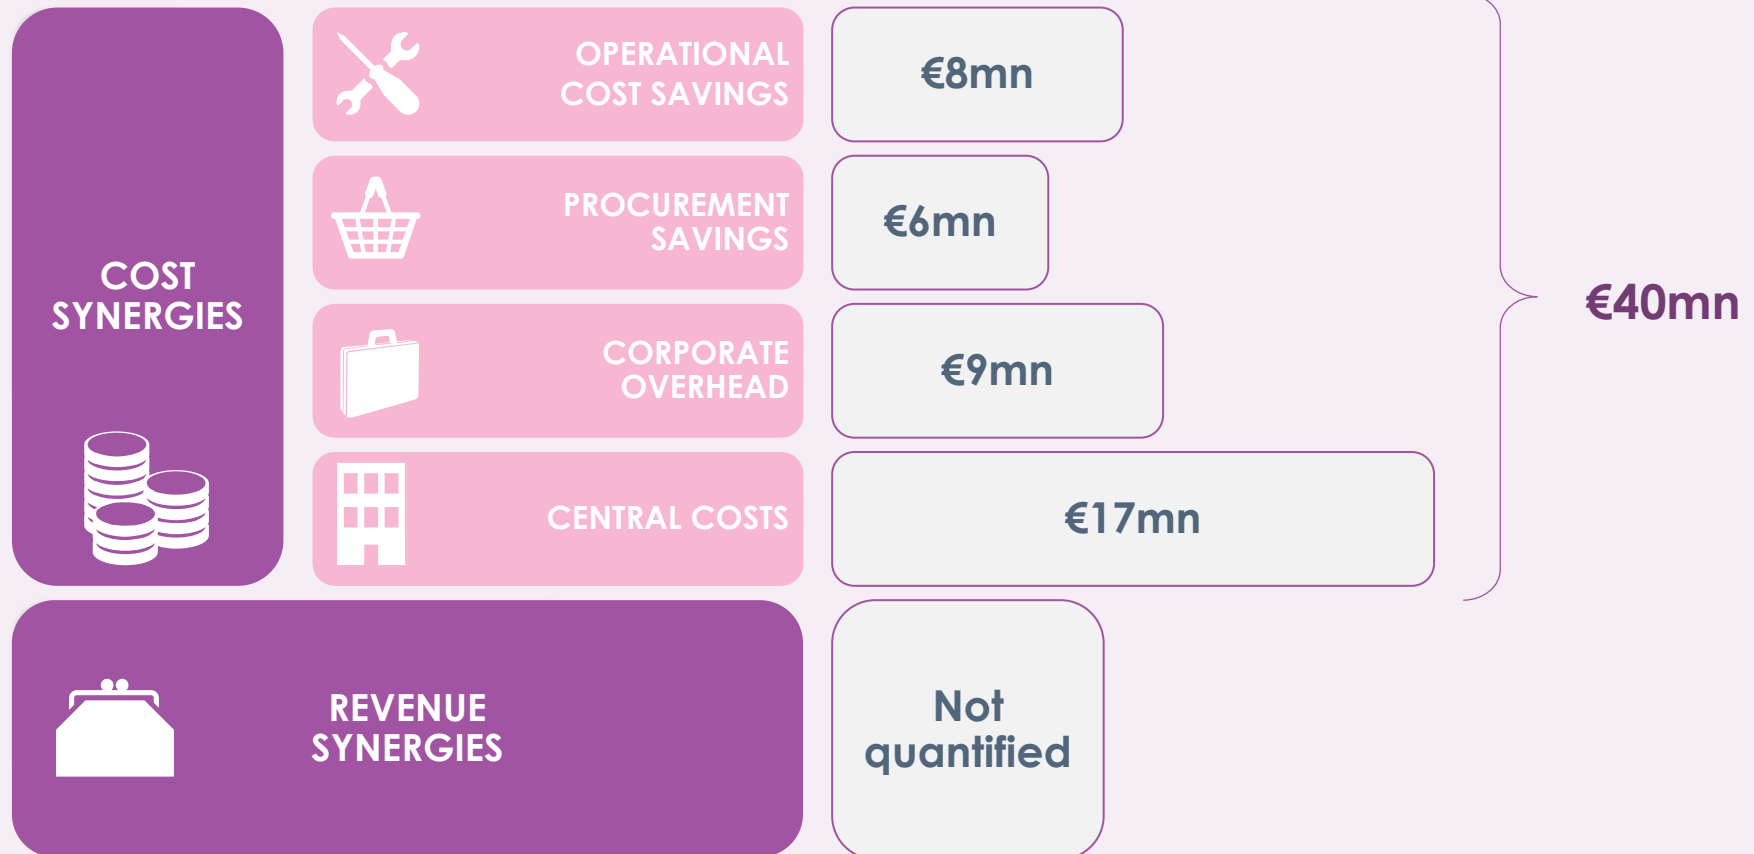 COST
SYNERGIES
OPERATIONAL
COST SAVINGS
€8mn
PROCUREMENT
SAVINGS
€6mn
CORPORATE
OVERHEAD
€9mn
CENTRAL COSTS
€17mn
€40mn
REVENUE
SYNERGIES
Not
quantified